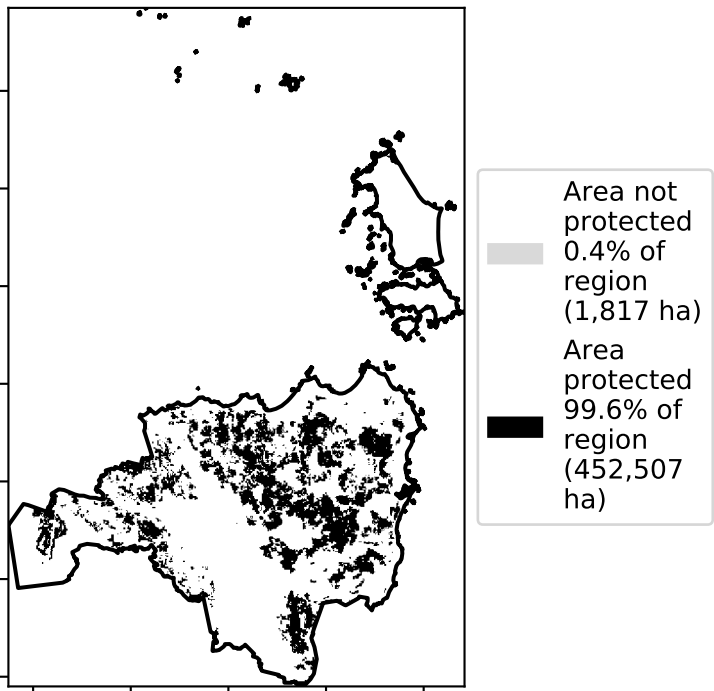 Area not
protected
0.4% of
region
(1,817 ha)
Area
protected
99.6% of
region
(452,507
ha)